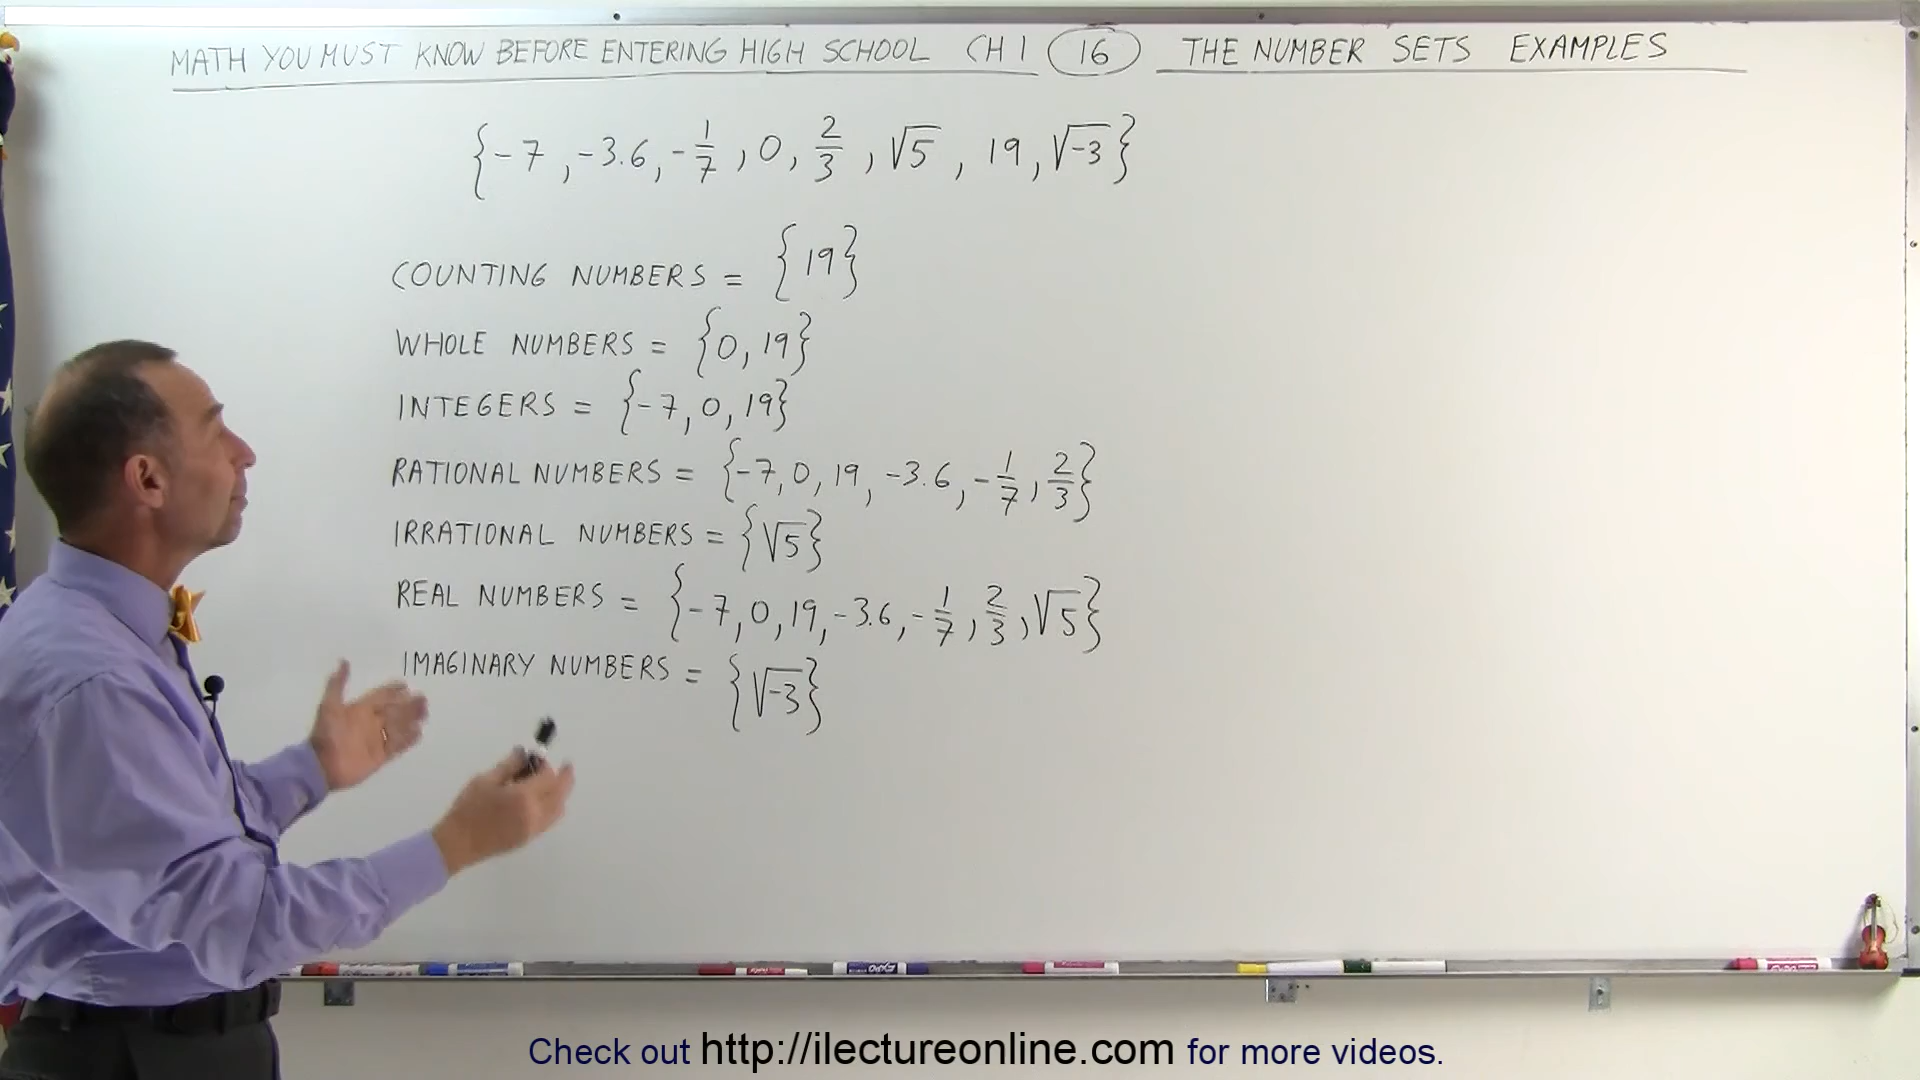 MATH YOU MUST KNOW BEFORE ENTERING HIGH SCHOOL CH 1 16 THE NUMBER SETS EXAMPLES
{-7, -3.6, -1/7, 0, 2/3, √5, 19, √-3}
COUNTING NUMBERS = {19}
WHOLE NUMBERS = {0, 19}
INTEGERS = {-7, 0, 19}
RATIONAL NUMBERS = {-7, 0, 19, -3.6, -1/7, 2/3}
IRRATIONAL NUMBERS = {√5}
REAL NUMBERS = {-7, 0, 19, -3.6, -1/7, 2/3, √5}
IMAGINARY NUMBERS = {√-3}
EXPO
Check out http://ilectureonline.com for more videos.